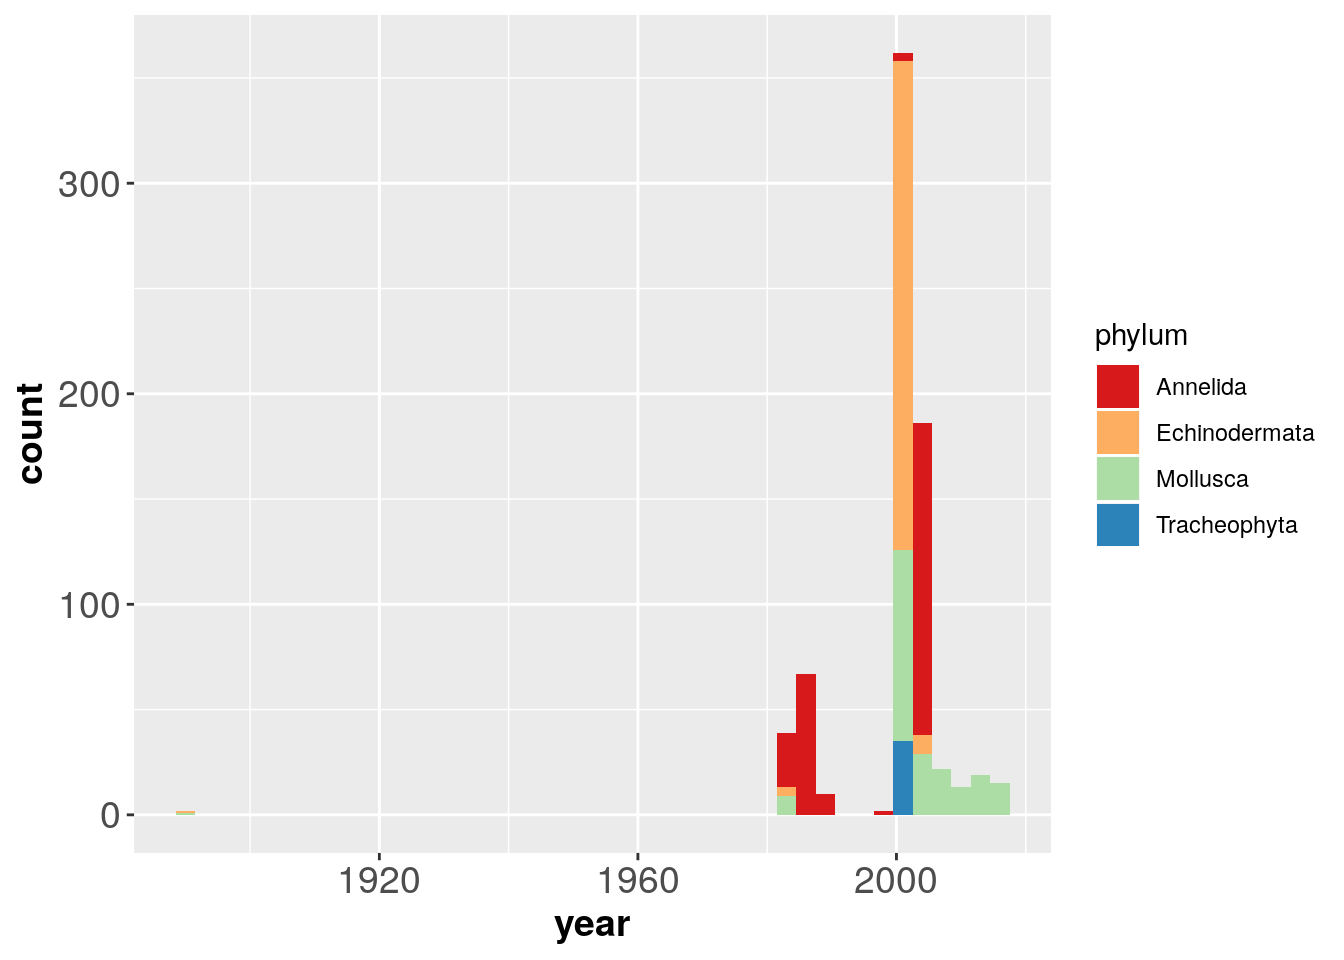 300
200
100
0
count
1920
1960
2000
year
phylum
Annelida
Echinodermata
Mollusca
Tracheophyta